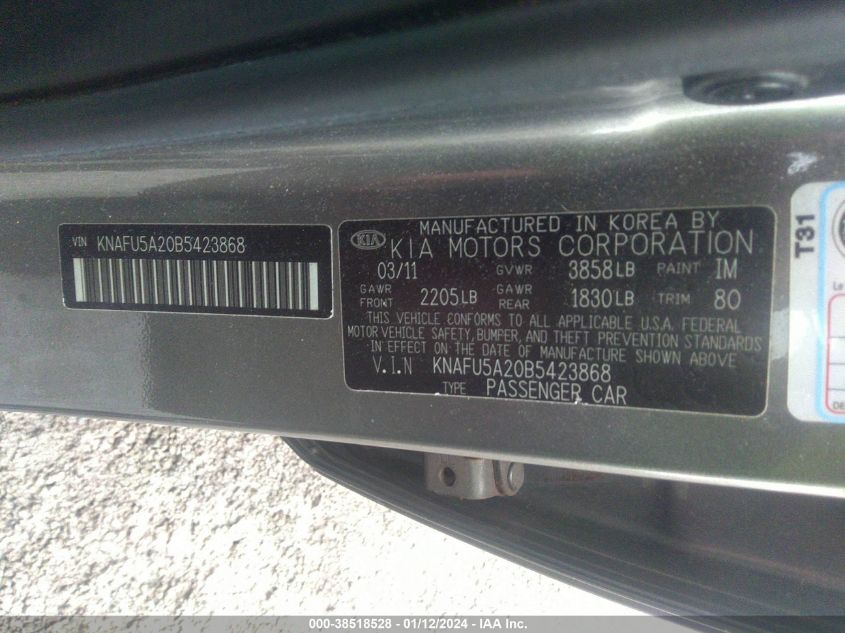 VIN KNAFU5A20B5423868
KIA
MANUFACTURED IN KOREA BY
KIA MOTORS CORPORATION
03/11 GVWR 3858LB PAINT IM
GAWR FRONT 2205LB GAWR REAR 1830LB TRIM 80
THIS VEHICLE CONFORMS TO ALL APPLICABLE U.S.A. FEDERAL
MOTOR VEHICLE SAFETY, BUMPER, AND THEFT PREVENTION STANDARDS
IN EFFECT ON THE DATE OF MANUFACTURE SHOWN ABOVE
V.I.N KNAFU5A20B5423868
TYPE PASSENGER CAR
T31
000-38518528 - 01/12/2024 - IAA Inc.